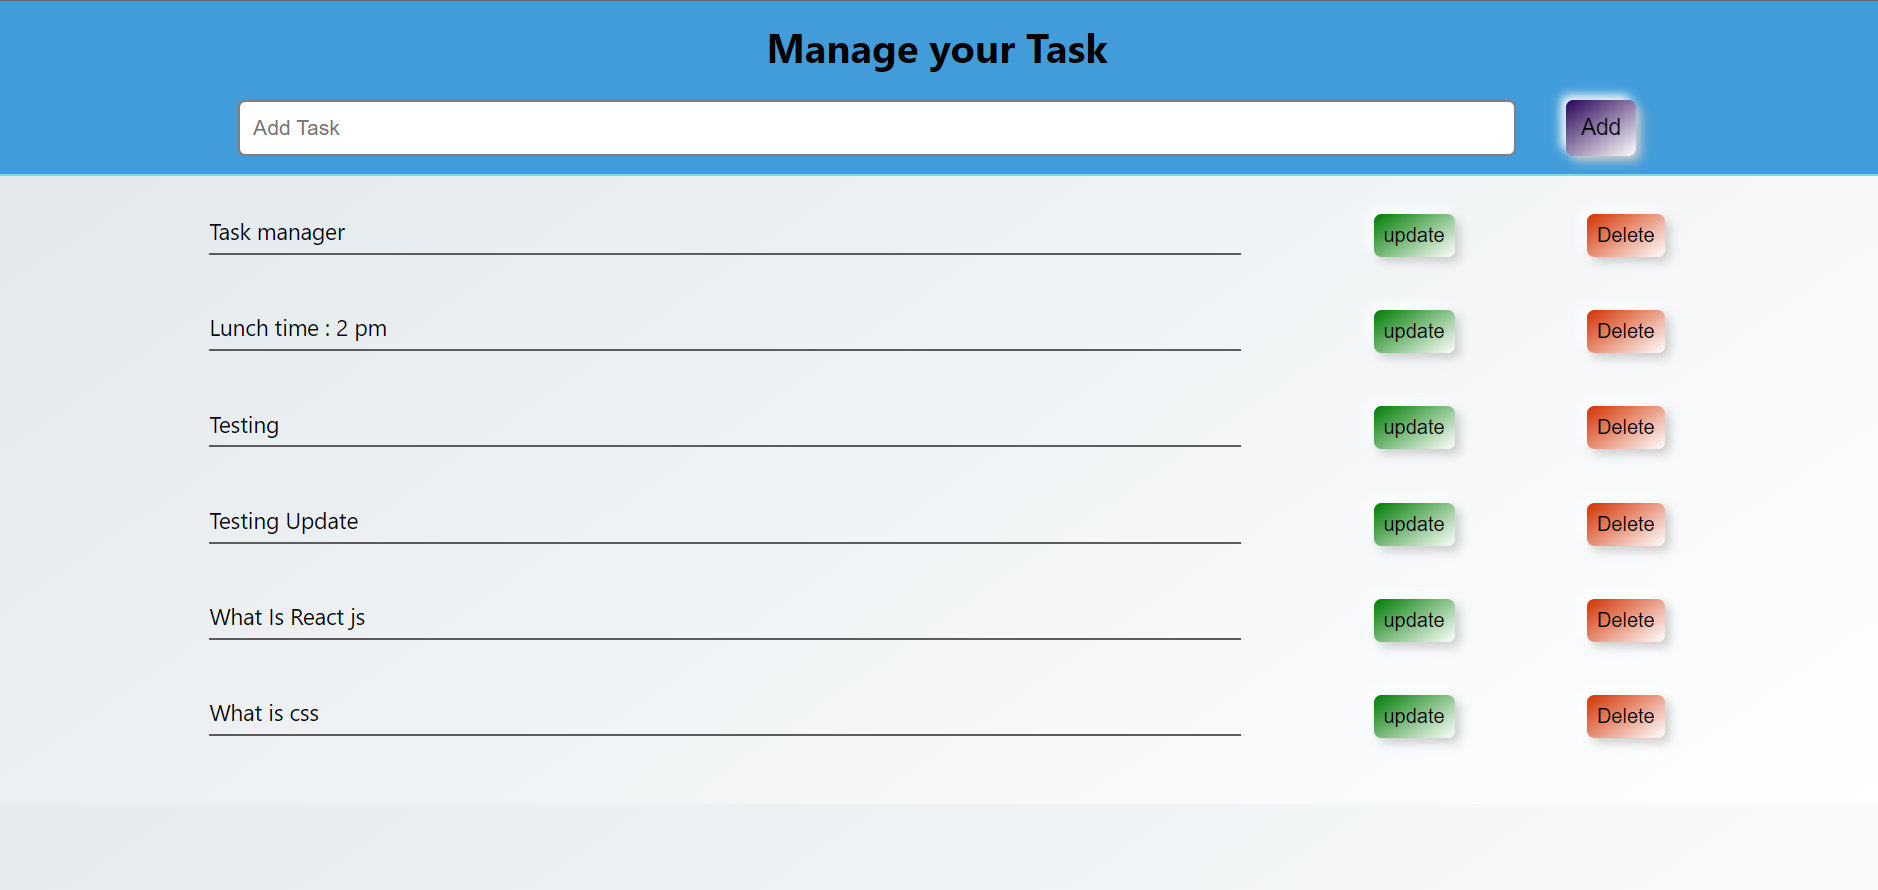 Manage your Task
Add Task Add
Task manager update Delete
Lunch time : 2 pm update Delete
Testing update Delete
Testing Update update Delete
What Is React js update Delete
What is css update Delete